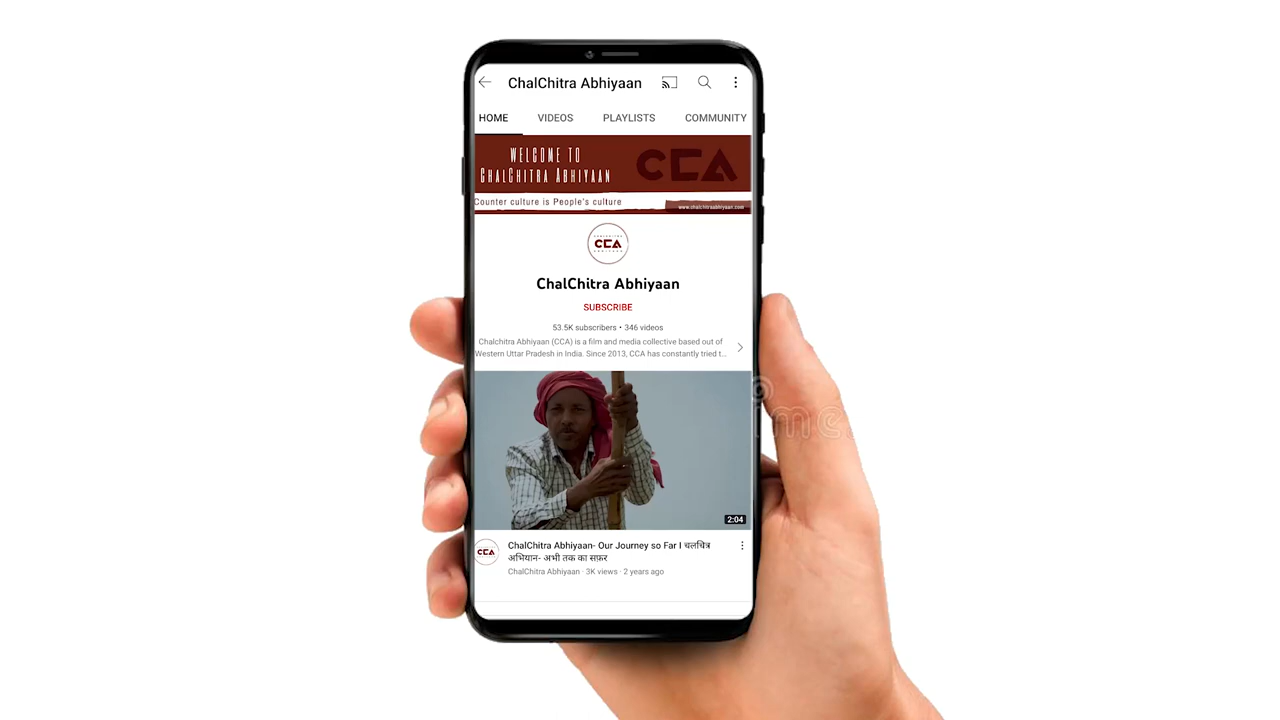 ChalChitra Abhiyaan
HOME VIDEOS PLAYLISTS COMMUNITY
WELCOME TO
CHALCHITRA ABHIYAAN
CCA
Counter culture is People's culture
www.chalchitraabhiyaan.com
CHALCHITRA
CCA
ABHIYAAN
ChalChitra Abhiyaan
SUBSCRIBE
53.5K subscribers • 346 videos
Chalchitra Abhiyaan (CCA) is a film and media collective based out of
Western Uttar Pradesh in India. Since 2013, CCA has constantly tried t...
2:04
CCA
ChalChitra Abhiyaan- Our Journey so Far I चलचित्र
अभियान- अभी तक का सफ़र
ChalChitra Abhiyaan · 3K views · 2 years ago